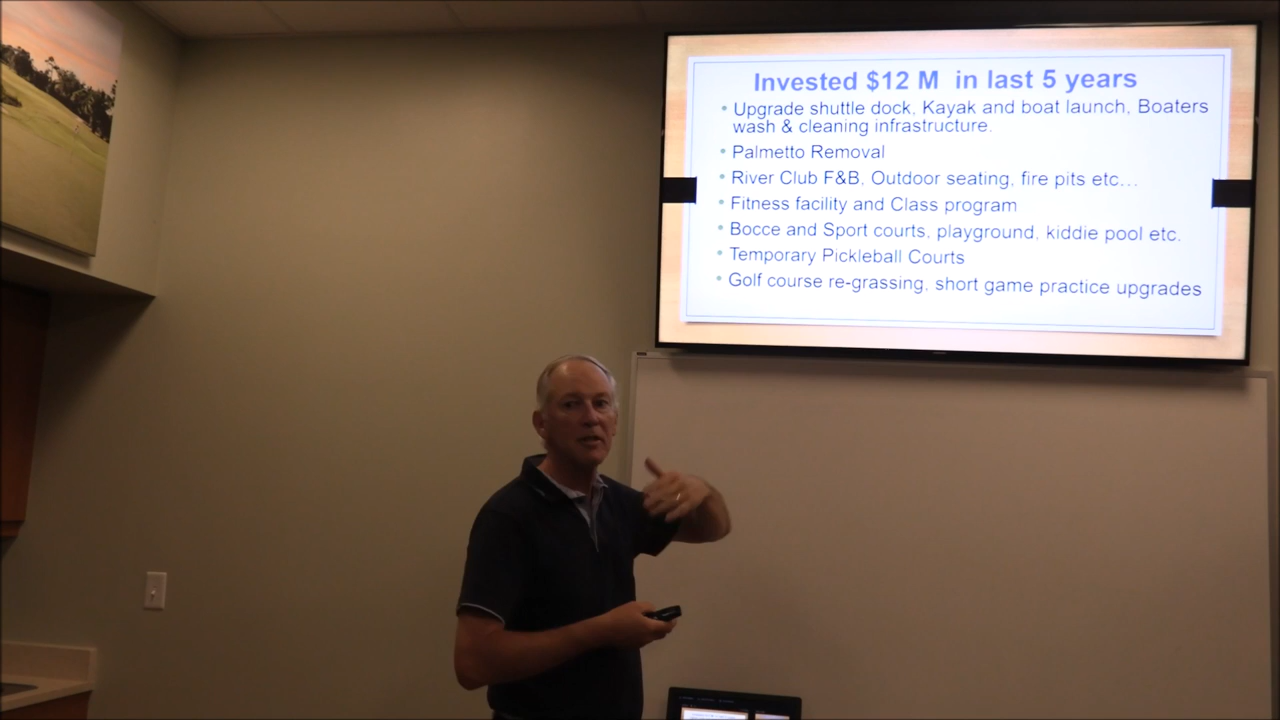 Invested $12 M in last 5 years
• Upgrade shuttle dock, Kayak and boat launch, Boaters
wash & cleaning infrastructure.
• Palmetto Removal
• River Club F&B, Outdoor seating, fire pits etc…
• Fitness facility and Class program
• Bocce and Sport courts, playground, kiddie pool etc.
• Temporary Pickleball Courts
• Golf course re-grassing, short game practice upgrades